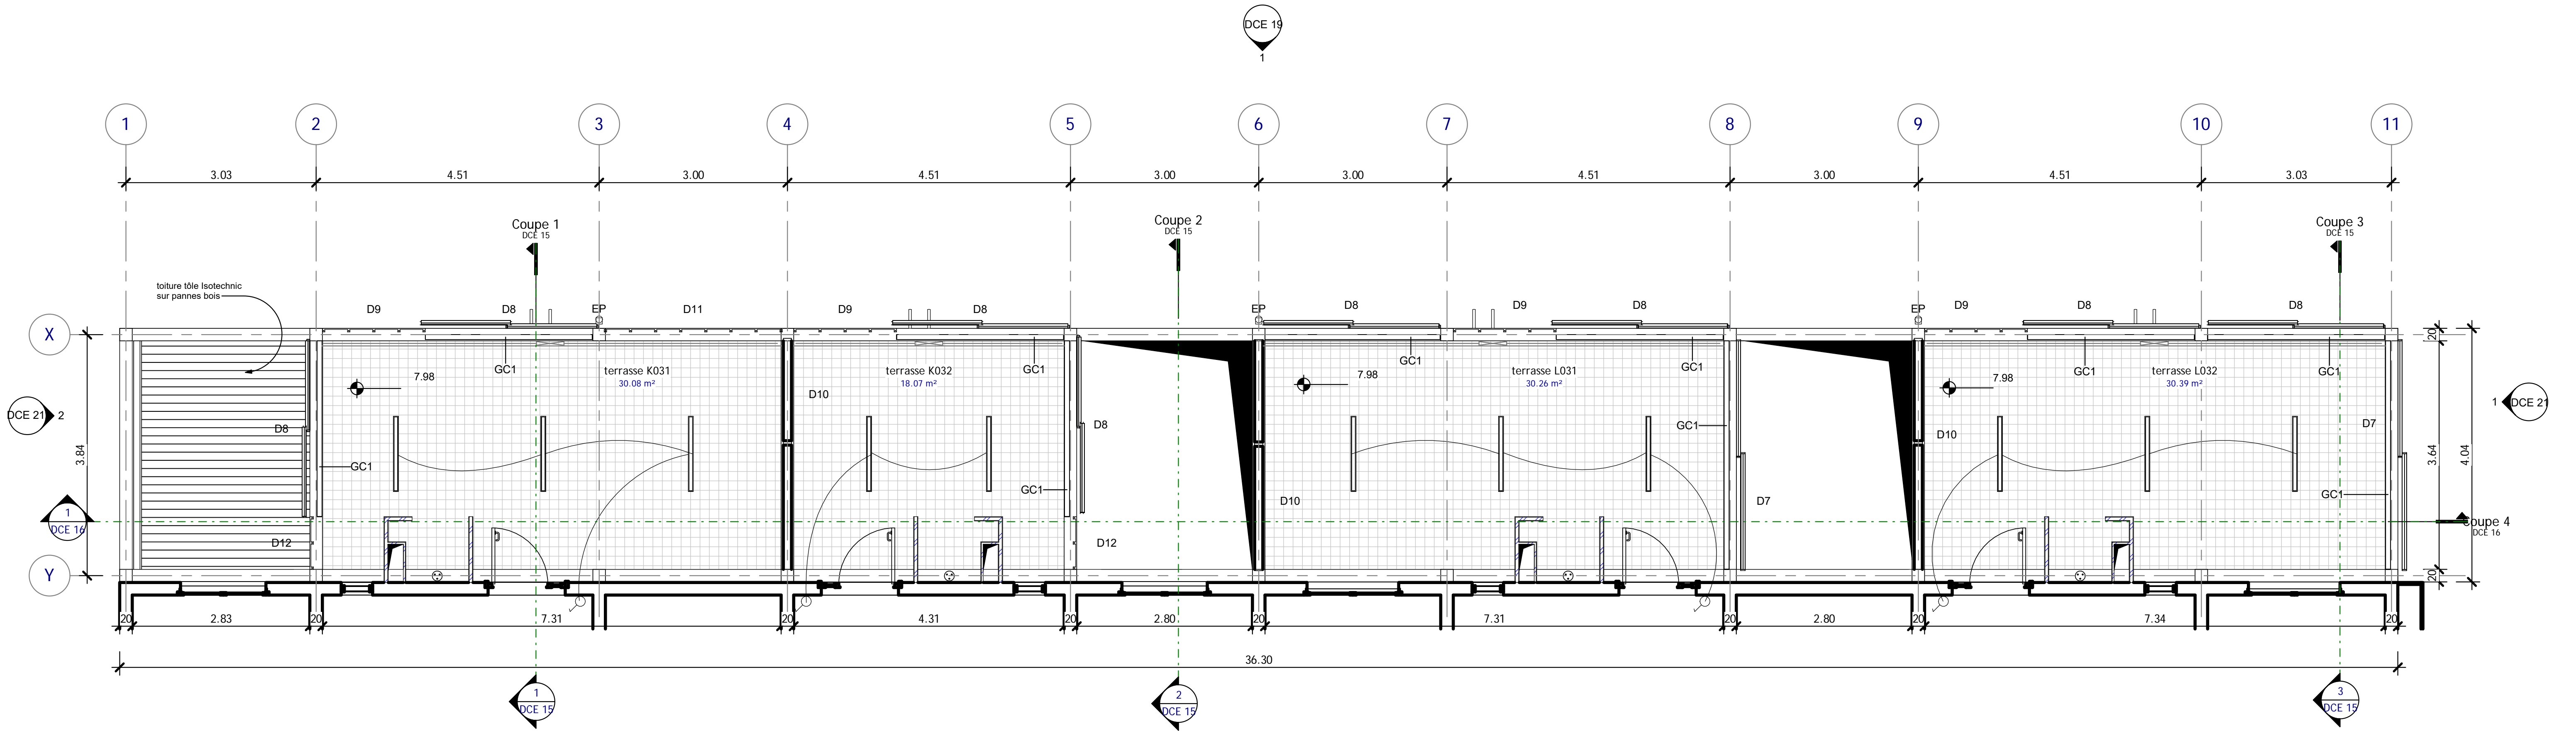 DCE 19
1
1 2 3 4 5 6 7 8 9 10 11
3.03 4.51 3.00 4.51 3.00 3.00 4.51 3.00 4.51 3.03
Coupe 1
DCE 15
Coupe 2
DCE 15
Coupe 3
DCE 15
toiture tôle Isotechnic
sur pannes bois
D9 D8 EP D11 D9 D8 EP D8 D9 D8 EP D9 D8 D8
X
20
GC1 GC1 GC1 GC1 GC1 GC1
terrasse K031
30.08 m²
terrasse K032
18.07 m²
terrasse L031
30.26 m²
terrasse L032
30.39 m²
7.98 7.98 7.98
D10
DCE 21 2
1 DCE 21
D8 D8 GC1 D10 D7
3.84 3.64 4.04
GC1 GC1 D10 D7 GC1
1
DCE 16
Coupe 4
DCE 16
D12 D12
Y
20
20 2.83 20 7.31 20 4.31 20 2.80 20 7.31 20 2.80 20 7.34 20
36.30
1
DCE 15
2
DCE 15
3
DCE 15